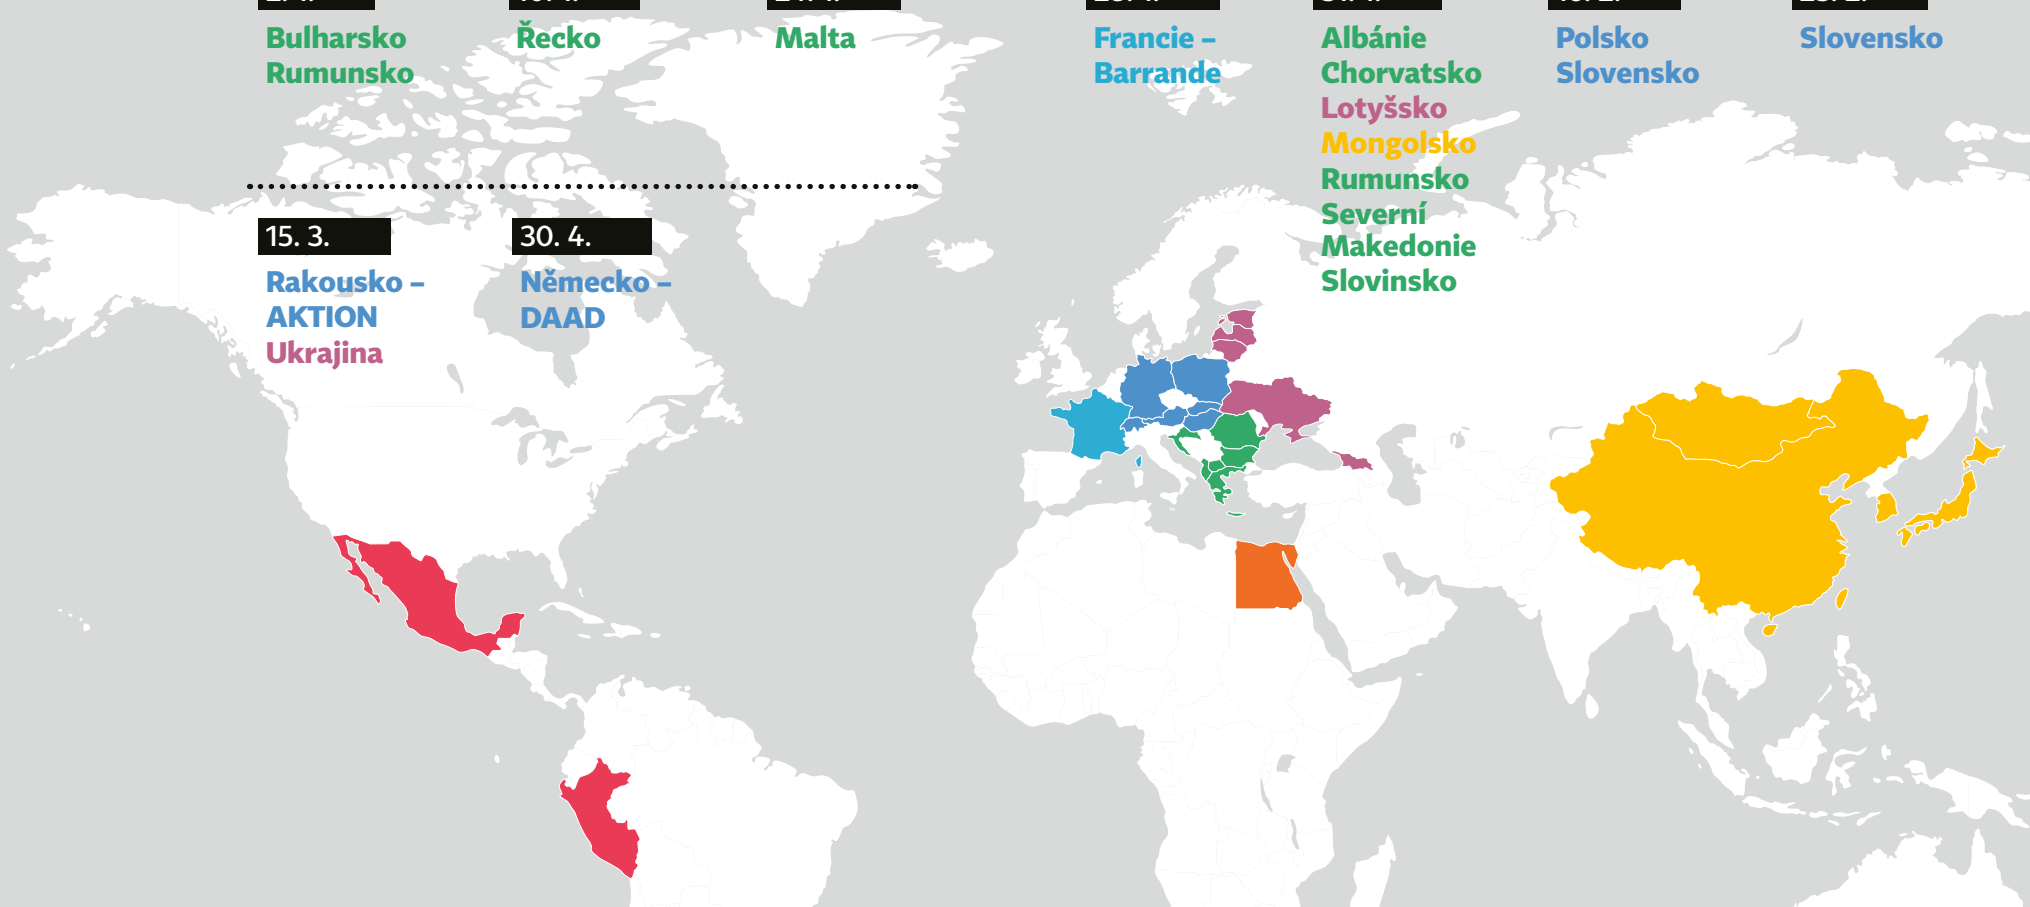 Bulharsko
Rumunsko
Řecko
Malta
Francie –
Barrande
Albánie
Chorvatsko
Lotyšsko
Mongolsko
Rumunsko
Severní
Makedonie
Slovinsko
Polsko
Slovensko
Slovensko
15. 3.
Rakousko –
AKTION
Ukrajina
30. 4.
Německo –
DAAD